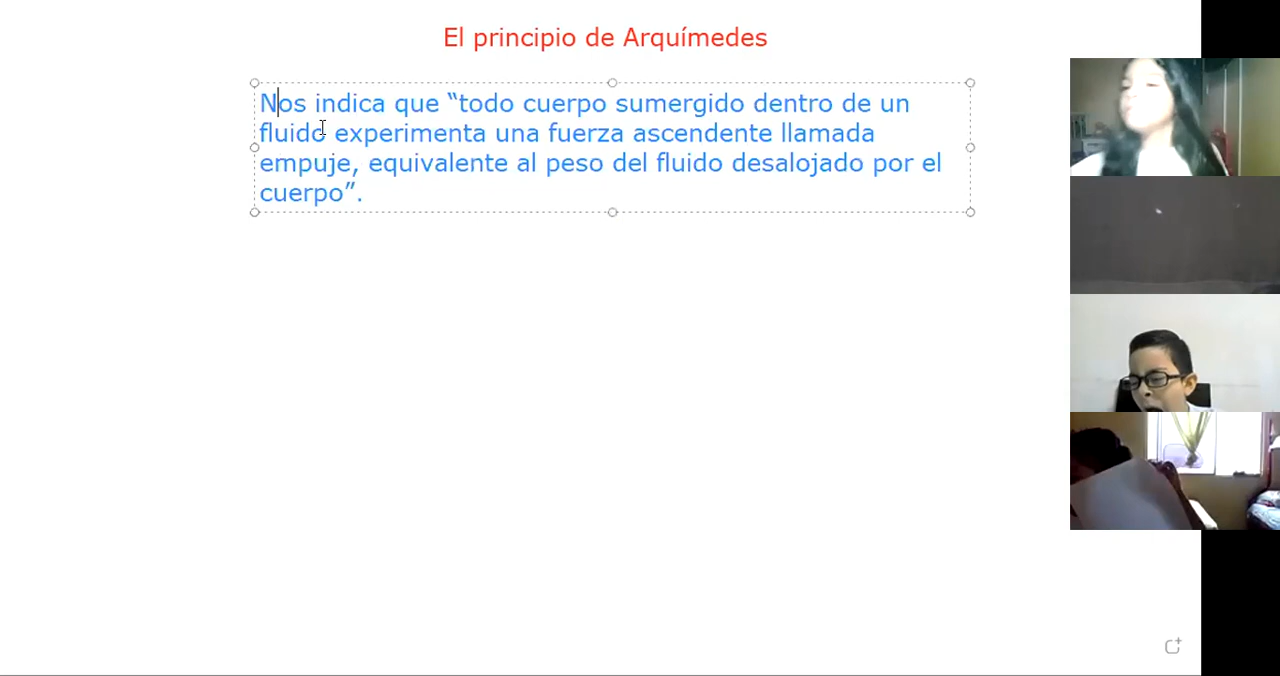 El principio de Arquímedes
Nos indica que “todo cuerpo sumergido dentro de un
fluido experimenta una fuerza ascendente llamada
empuje, equivalente al peso del fluido desalojado por el
cuerpo”.